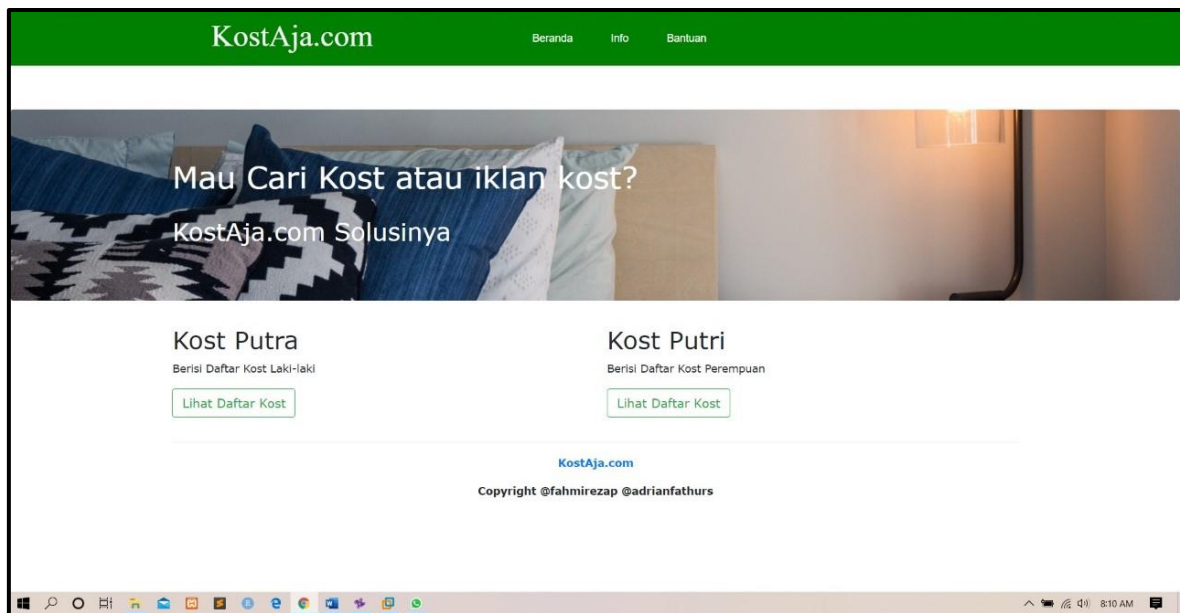 KostAja.com
Beranda Info Bantuan
Mau Cari Kost atau iklan kost?
KostAja.com Solusinya
Kost Putra
Berisi Daftar Kost Laki-laki
Lihat Daftar Kost
Kost Putri
Berisi Daftar Kost Perempuan
Lihat Daftar Kost
KostAja.com
Copyright @fahmirezap @adrianfathurs
8:10 AM